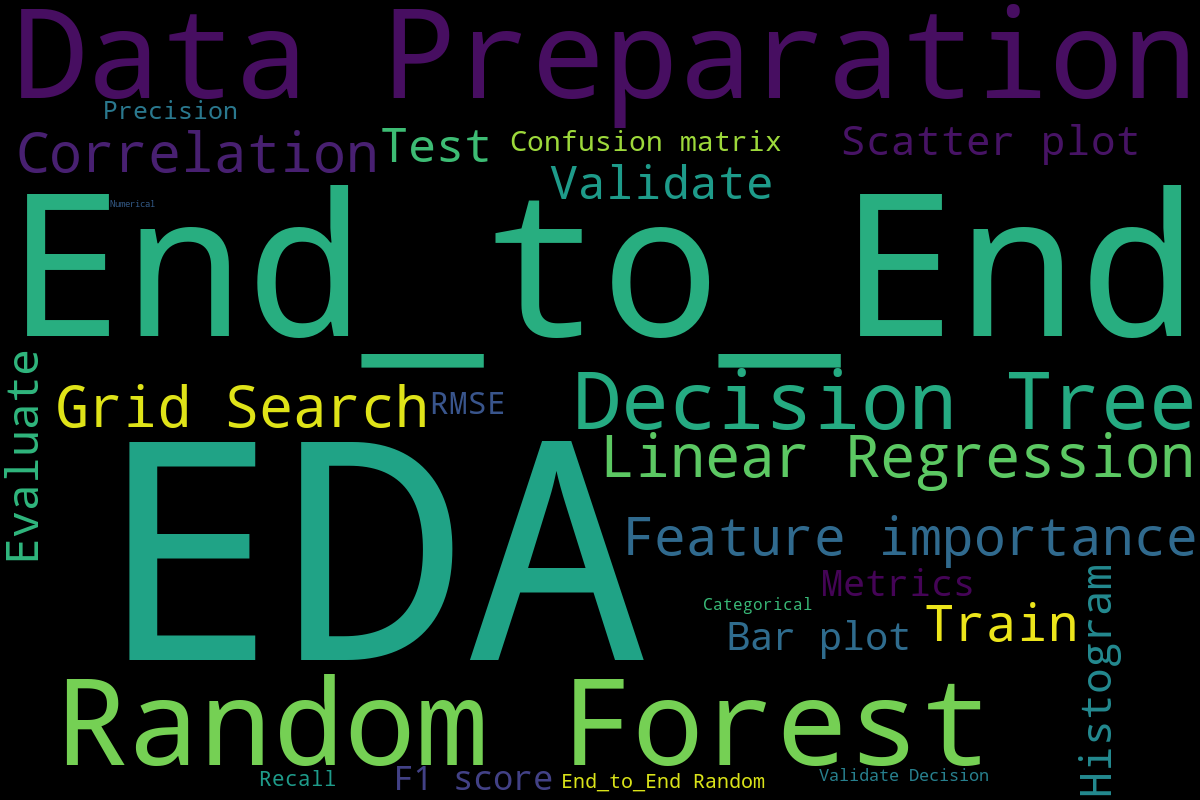 Data Preparation
Precision
Correlation
Test
Confusion matrix
Scatter plot
Validate
Numerical
End_to_End
Evaluate
Grid Search
RMSE
Decision Tree
Linear Regression
EDA
Feature importance
Metrics
Categorical
Train
Bar plot
Histogram
Random Forest
Recall
F1 score
End_to_End Random
Validate Decision